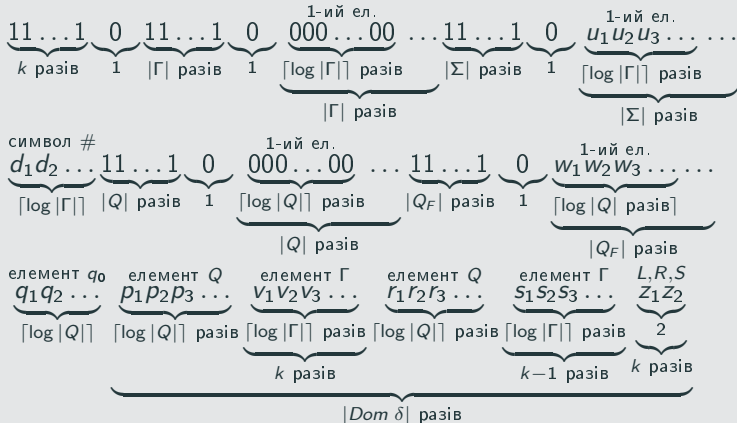 1-ий ел. 1-ий ел.
11 … 1 0 11 … 1 0 000 … 00 … 11 … 1 0 u₁u₂u₃ … …
k разів 1 |Γ| разів 1 ⌈log |Γ|⌉ разів |Σ| разів 1 ⌈log |Γ|⌉ разів
|Γ| разів |Σ| разів
символ # 1-ий ел. 1-ий ел.
d₁d₂ … 11 … 1 0 000 … 00 … 11 … 1 0 w₁w₂w₃ … …
⌈log |Γ|⌉ |Q| разів 1 ⌈log |Q|⌉ разів |Q_F| разів 1 ⌈log |Q| разів⌉
|Q| разів |Q_F| разів
елемент q₀ елемент Q елемент Γ елемент Q елемент Γ L,R,S
q₁q₂ … p₁p₂p₃ … v₁v₂v₃ … r₁r₂r₃ … s₁s₂s₃ … z₁z₂
⌈log |Q|⌉ ⌈log |Q|⌉ разів ⌈log |Γ|⌉ разів ⌈log |Q|⌉ разів ⌈log |Γ|⌉ разів 2
k разів k−1 разів k разів
|Dom δ| разів